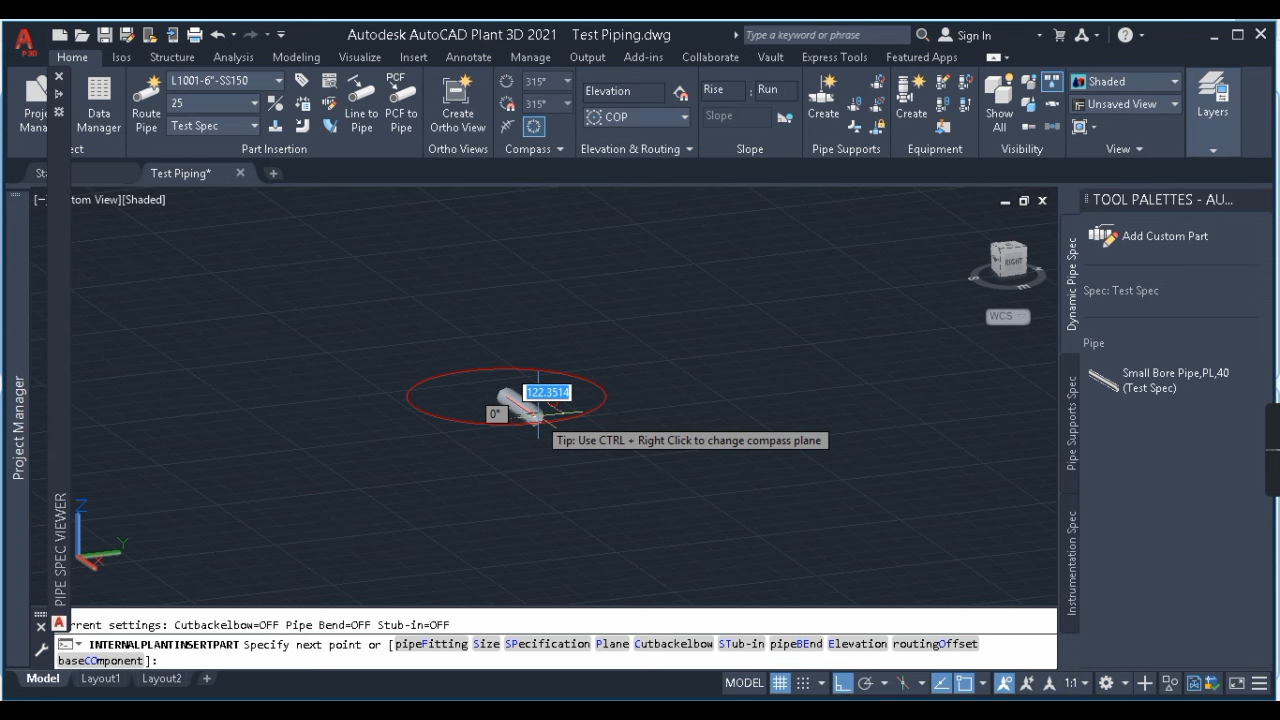 Autodesk AutoCAD Plant 3D 2021 Test Piping.dwg
Type a keyword or phrase
Sign In
P3D
Home Isos Structure Analysis Modeling Visualize Insert Annotate Manage Output Add-ins Collaborate Vault Express Tools Featured Apps
Proj
Mana
ect
Data
Manager
Route
Pipe
L1001-6"-SS150
25
Test Spec
Line to
Pipe
PCF
PCF to
Pipe
Part Insertion
Create
Ortho View
Ortho Views
315°
315°
Compass
Elevation
COP
Elevation & Routing
Rise : Run
Slope
Slope
Create
Pipe Supports
Create
Equipment
Show
All
Visibility
Shaded
Unsaved View
View
Layers
Sta
Test Piping*
[−]
tom View][Shaded]
RIGHT
WCS
122.3514
0°
Tip: Use CTRL + Right Click to change compass plane
Z
Y
X
Project Manager
PIPE SPEC VIEWER
TOOL PALETTES - AU...
Add Custom Part
Spec: Test Spec
Pipe
Small Bore Pipe,PL,40
(Test Spec)
Dynamic Pipe Spec
Pipe Supports Spec
Instrumentation Spec
rrent settings: Cutbackelbow=OFF Pipe Bend=OFF Stub-in=OFF
INTERNALPLANTINSERTPART Specify next point or [pipeFitting Size SPecification Plane Cutbackelbow STub-in pipeBEnd Elevation routingOffset
baseCOmponent]:
Model Layout1 Layout2
MODEL
1:1